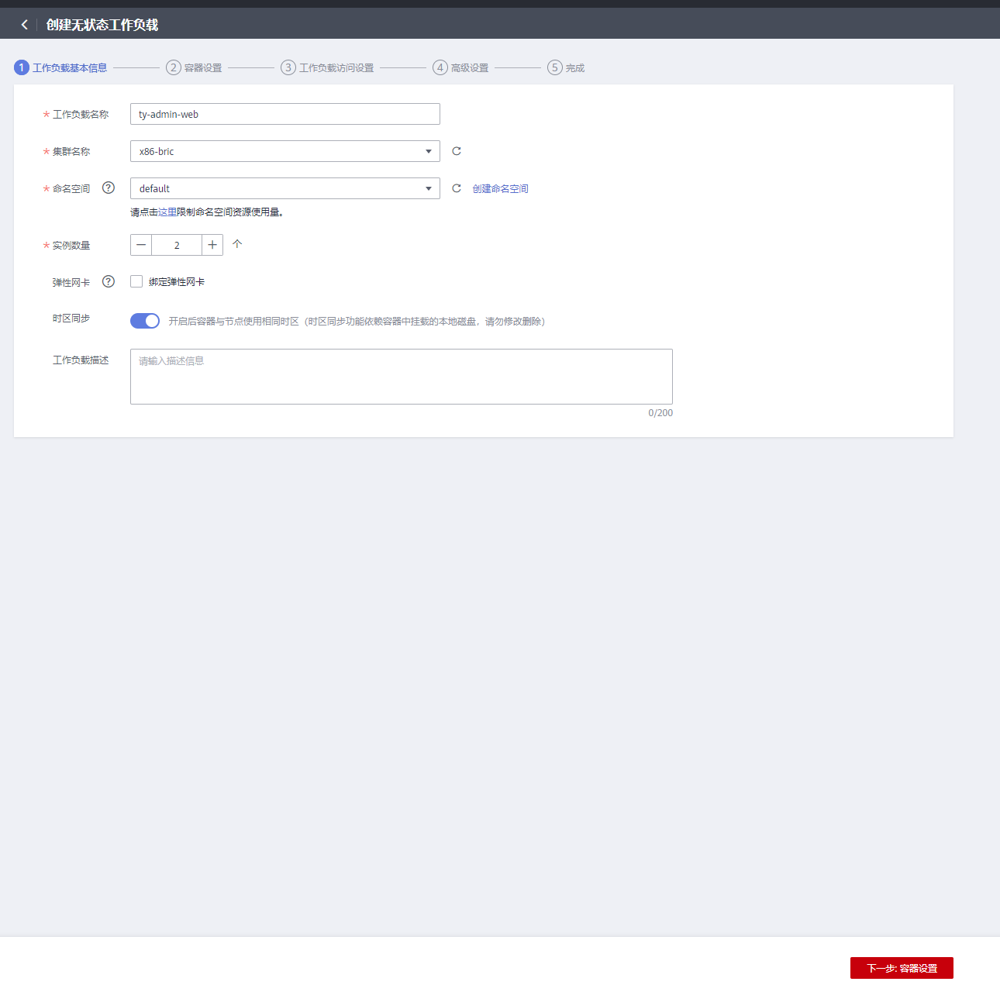 创建无状态工作负载
1 工作负载基本信息 2 容器设置 3 工作负载访问设置 4 高级设置 5 完成
* 工作负载名称 ty-admin-web
* 集群名称 x86-bric
* 命名空间 ? default 创建命名空间
请点击这里限制命名空间资源使用量。
* 实例数量 — 2 + 个
弹性网卡 ? 绑定弹性网卡
时区同步 开启后容器与节点使用相同时区（时区同步功能依赖容器中挂载的本地磁盘，请勿修改删除）
工作负载描述 请输入描述信息
0/200
下一步: 容器设置